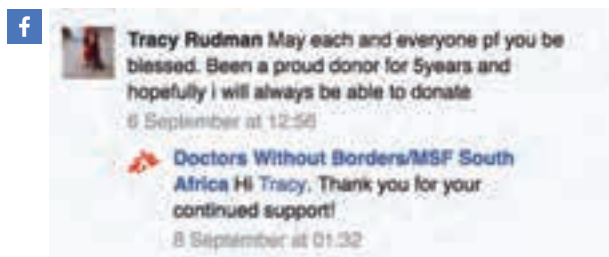 f
Tracy Rudman May each and everyone pf you be
blessed. Been a proud donor for 5years and
hopefully i will always be able to donate
6 September at 12:56
Doctors Without Borders/MSF South
Africa Hi Tracy. Thank you for your
continued support!
8 September at 01:32